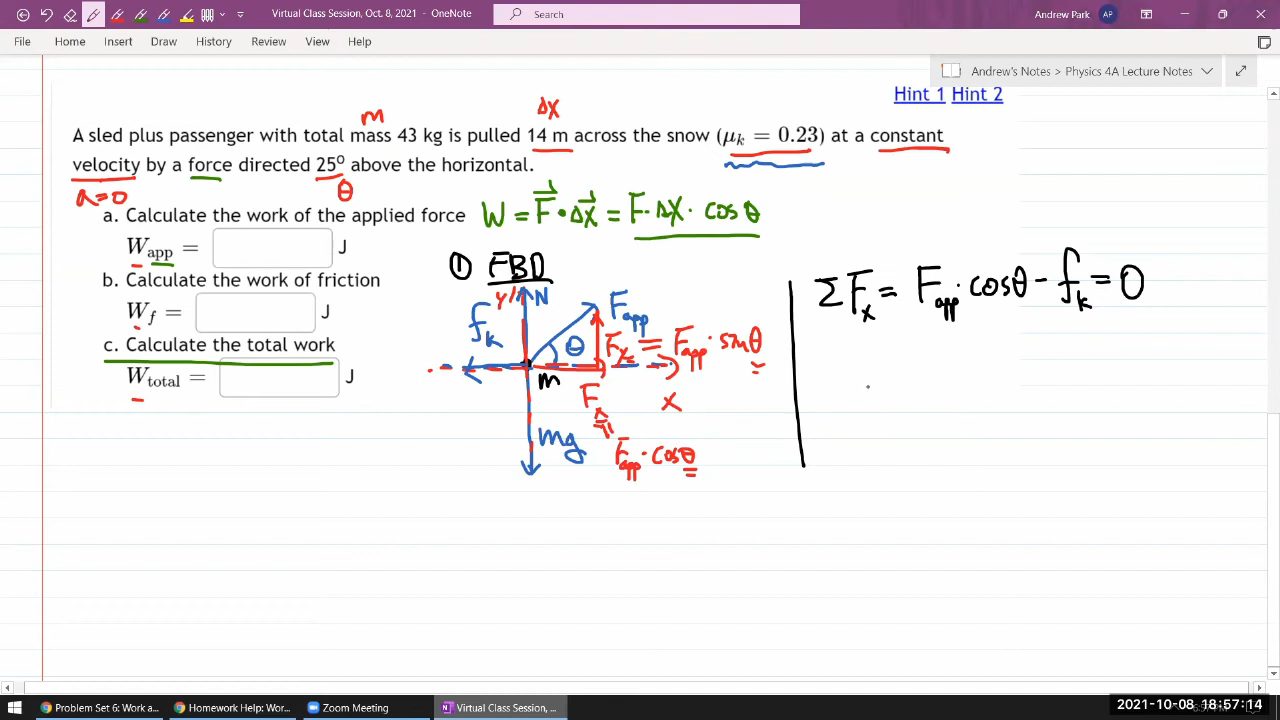 Virtual Class Session, Oct. 8, 2021 - OneNote
Search
Andrew Park
AP
File Home Insert Draw History Review View Help
Andrew's Notes > Physics 4A Lecture Notes
Hint 1 Hint 2
m
Δx
A sled plus passenger with total mass 43 kg is pulled 14 m across the snow (μk = 0.23) at a constant
velocity by a force directed 25º above the horizontal.
a=0
θ
a. Calculate the work of the applied force
W = F · Δx = F · Δx · cosθ
Wapp = J
b. Calculate the work of friction
Wf = J
c. Calculate the total work
Wtotal = J
① FBD
y N
fk
Fapp
θ
Fy = Fapp · sinθ
m
Fx
x
=
Fapp · cosθ
mg
ΣFx = Fapp · cosθ - fk = 0
Problem Set 6: Work a...
Homework Help: Wor...
Zoom Meeting
Virtual Class Session, ...
2021-10-08 18:57:14